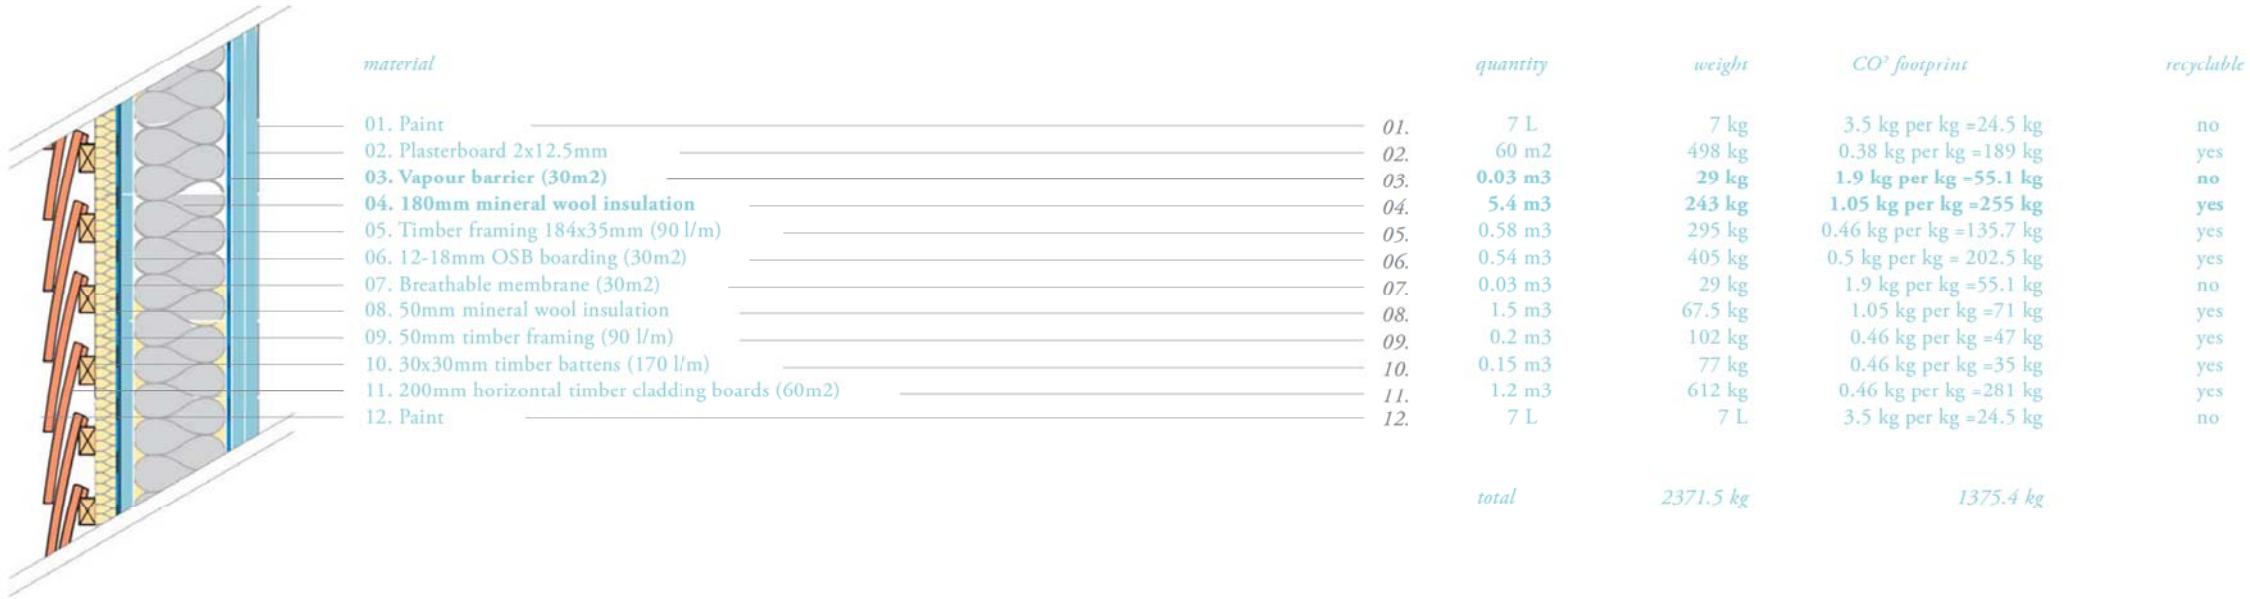 material quantity weight CO² footprint recyclable
01. Paint 01. 7 L 7 kg 3.5 kg per kg =24.5 kg no
02. Plasterboard 2x12.5mm 02. 60 m2 498 kg 0.38 kg per kg =189 kg yes
03. Vapour barrier (30m2) 03. 0.03 m3 29 kg 1.9 kg per kg =55.1 kg no
04. 180mm mineral wool insulation 04. 5.4 m3 243 kg 1.05 kg per kg =255 kg yes
05. Timber framing 184x35mm (90 l/m) 05. 0.58 m3 295 kg 0.46 kg per kg =135.7 kg yes
06. 12-18mm OSB boarding (30m2) 06. 0.54 m3 405 kg 0.5 kg per kg = 202.5 kg yes
07. Breathable membrane (30m2) 07. 0.03 m3 29 kg 1.9 kg per kg =55.1 kg no
08. 50mm mineral wool insulation 08. 1.5 m3 67.5 kg 1.05 kg per kg =71 kg yes
09. 50mm timber framing (90 l/m) 09. 0.2 m3 102 kg 0.46 kg per kg =47 kg yes
10. 30x30mm timber battens (170 l/m) 10. 0.15 m3 77 kg 0.46 kg per kg =35 kg yes
11. 200mm horizontal timber cladding boards (60m2) 11. 1.2 m3 612 kg 0.46 kg per kg =281 kg yes
12. Paint 12. 7 L 7 L 3.5 kg per kg =24.5 kg no
total 2371.5 kg 1375.4 kg